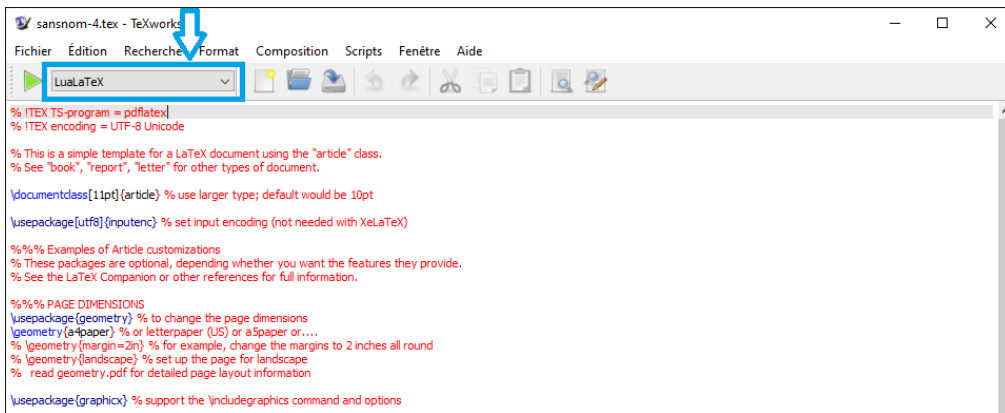 sansnom-4.tex - TeXworks
Fichier Édition Recherche Format Composition Scripts Fenêtre Aide
LuaLaTeX
% !TEX TS-program = pdflatex
% !TEX encoding = UTF-8 Unicode
% This is a simple template for a LaTeX document using the "article" class.
% See "book", "report", "letter" for other types of document.
\documentclass[11pt]{article} % use larger type; default would be 10pt
\usepackage[utf8]{inputenc} % set input encoding (not needed with XeLaTeX)
%%% Examples of Article customizations
% These packages are optional, depending whether you want the features they provide.
% See the LaTeX Companion or other references for full information.
%%% PAGE DIMENSIONS
\usepackage{geometry} % to change the page dimensions
\geometry{a4paper} % or letterpaper (US) or a5paper or....
% \geometry{margin=2in} % for example, change the margins to 2 inches all round
% \geometry{landscape} % set up the page for landscape
% read geometry.pdf for detailed page layout information
\usepackage{graphicx} % support the \includegraphics command and options